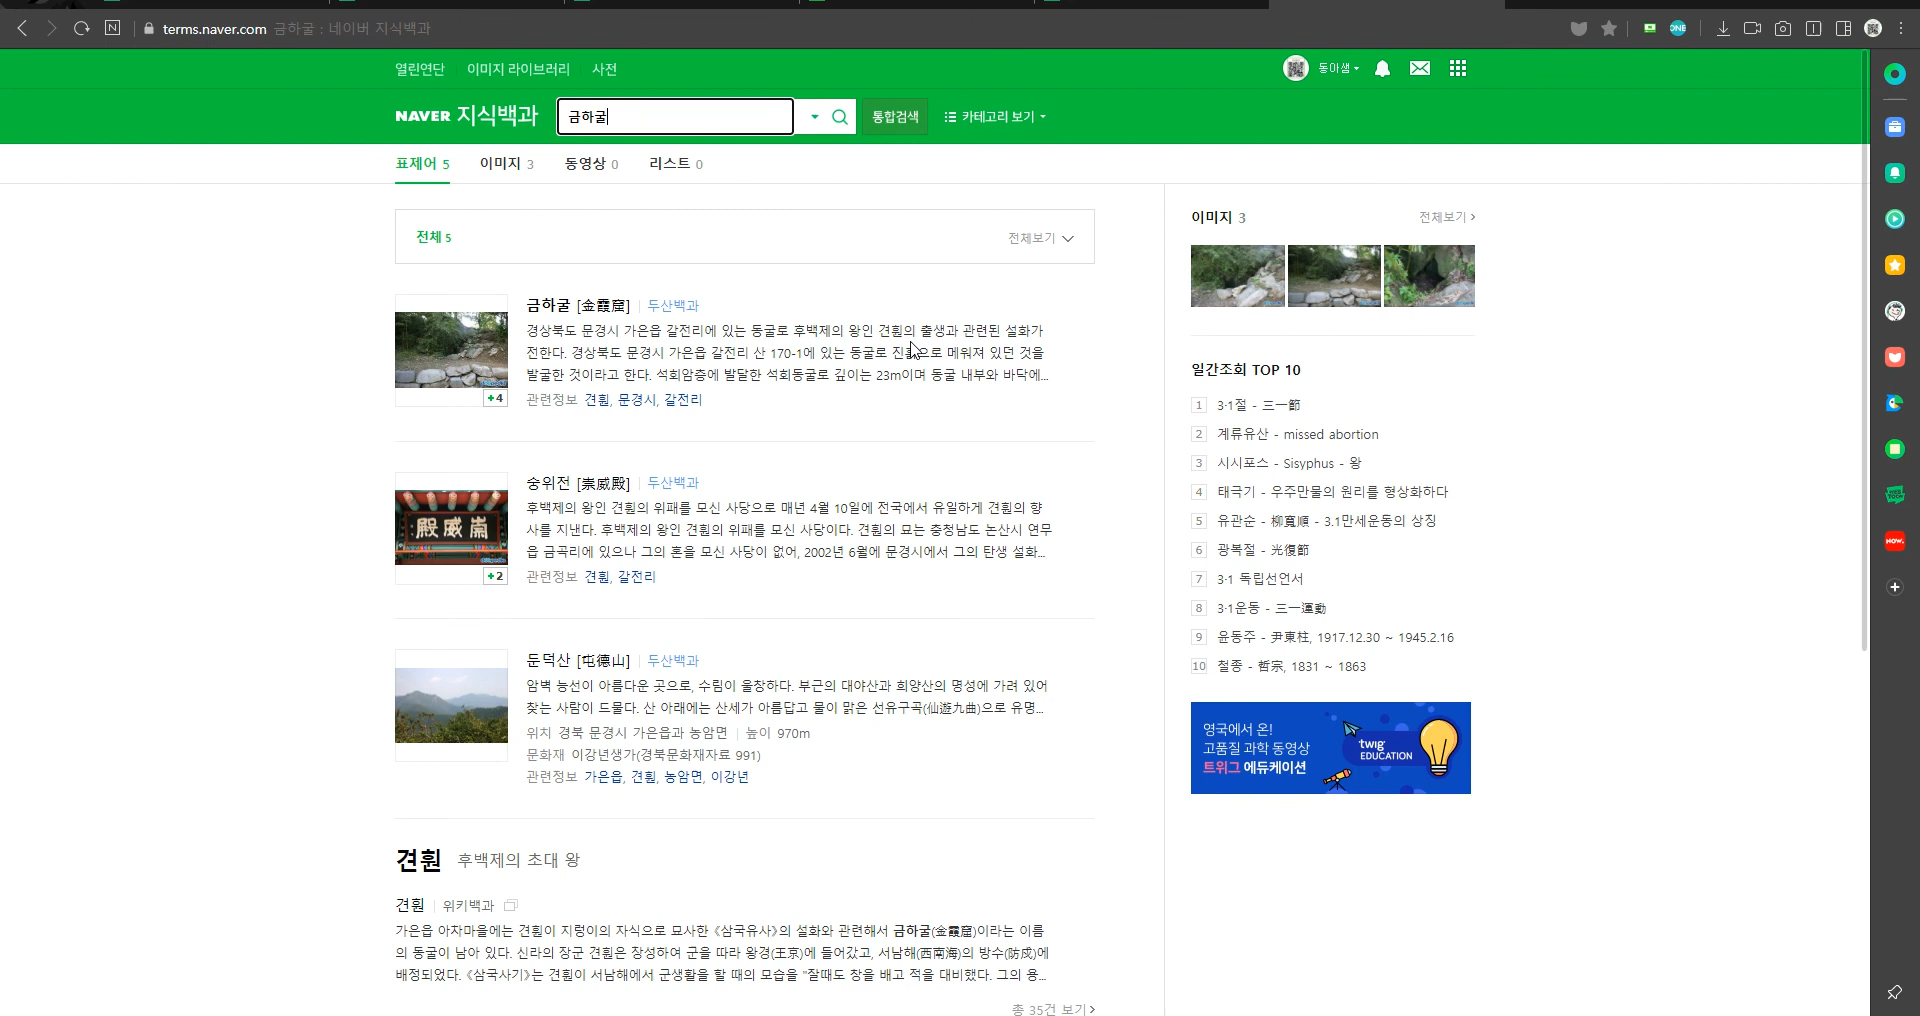 terms.naver.com 금하굴 : 네이버 지식백과
열린연단 이미지 라이브러리 사전
동아샘
NAVER 지식백과 금하굴 통합검색 카테고리 보기
표제어 5 이미지 3 동영상 0 리스트 0
전체 5 전체보기
금하굴 [金霞窟] 두산백과
경상북도 문경시 가은읍 갈전리에 있는 동굴로 후백제의 왕인 견훤의 출생과 관련된 설화가
전한다. 경상북도 문경시 가은읍 갈전리 산 170-1에 있는 동굴로 진흙으로 메워져 있던 것을
발굴한 것이라고 한다. 석회암층에 발달한 석회동굴로 길이는 23m이며 동굴 내부와 바닥에...
관련정보 견훤, 문경시, 갈전리
+4
숭위전 [崇威殿] 두산백과
후백제의 왕인 견훤의 위패를 모신 사당으로 매년 4월 10일에 전국에서 유일하게 견훤의 향
사를 지낸다. 후백제의 왕인 견훤의 위패를 모신 사당이다. 견훤의 묘는 충청남도 논산시 연무
읍 금곡리에 있으나 그의 혼을 모신 사당이 없어, 2002년 6월에 문경시에서 그의 탄생 설화...
관련정보 견훤, 갈전리
殿威崇
+2
둔덕산 [屯德山] 두산백과
암벽 능선이 아름다운 곳으로, 수림이 울창하다. 부근의 대야산과 희양산의 명성에 가려 있어
찾는 사람이 드물다. 산 아래에는 산세가 아름답고 물이 맑은 선유구곡(仙遊九曲)으로 유명...
위치 경북 문경시 가은읍과 농암면 높이 970m
문화재 이강년생가(경북문화재자료 991)
관련정보 가은읍, 견훤, 농암면, 이강년
견훤 후백제의 초대 왕
견훤 위키백과
가은읍 아자마을에는 견훤이 지렁이의 자식으로 묘사한 《삼국유사》의 설화와 관련해서 금하굴(金霞窟)이라는 이름
의 동굴이 남아 있다. 신라의 장군 견훤은 장성하여 군을 따라 왕경(王京)에 들어갔고, 서남해(西南海)의 방수(防戍)에
배정되었다. 《삼국사기》는 견훤이 서남해에서 군생활을 할 때의 모습을 "잘때도 창을 배고 적을 대비했다. 그의 용...
총 35건 보기
이미지 3 전체보기
일간조회 TOP 10
1 3·1절 - 三一節
2 계류유산 - missed abortion
3 시시포스 - Sisyphus - 왕
4 태극기 - 우주만물의 원리를 형상화하다
5 유관순 - 柳寬順 - 3.1만세운동의 상징
6 광복절 - 光復節
7 3·1 독립선언서
8 3·1운동 - 三一運動
9 윤동주 - 尹東柱, 1917.12.30 ~ 1945.2.16
10 철종 - 哲宗, 1831 ~ 1863
영국에서 온!
고품질 과학 동영상
트위그 에듀케이션
'twig'
EDUCATION
ONE
WEB
TOON
NOW.